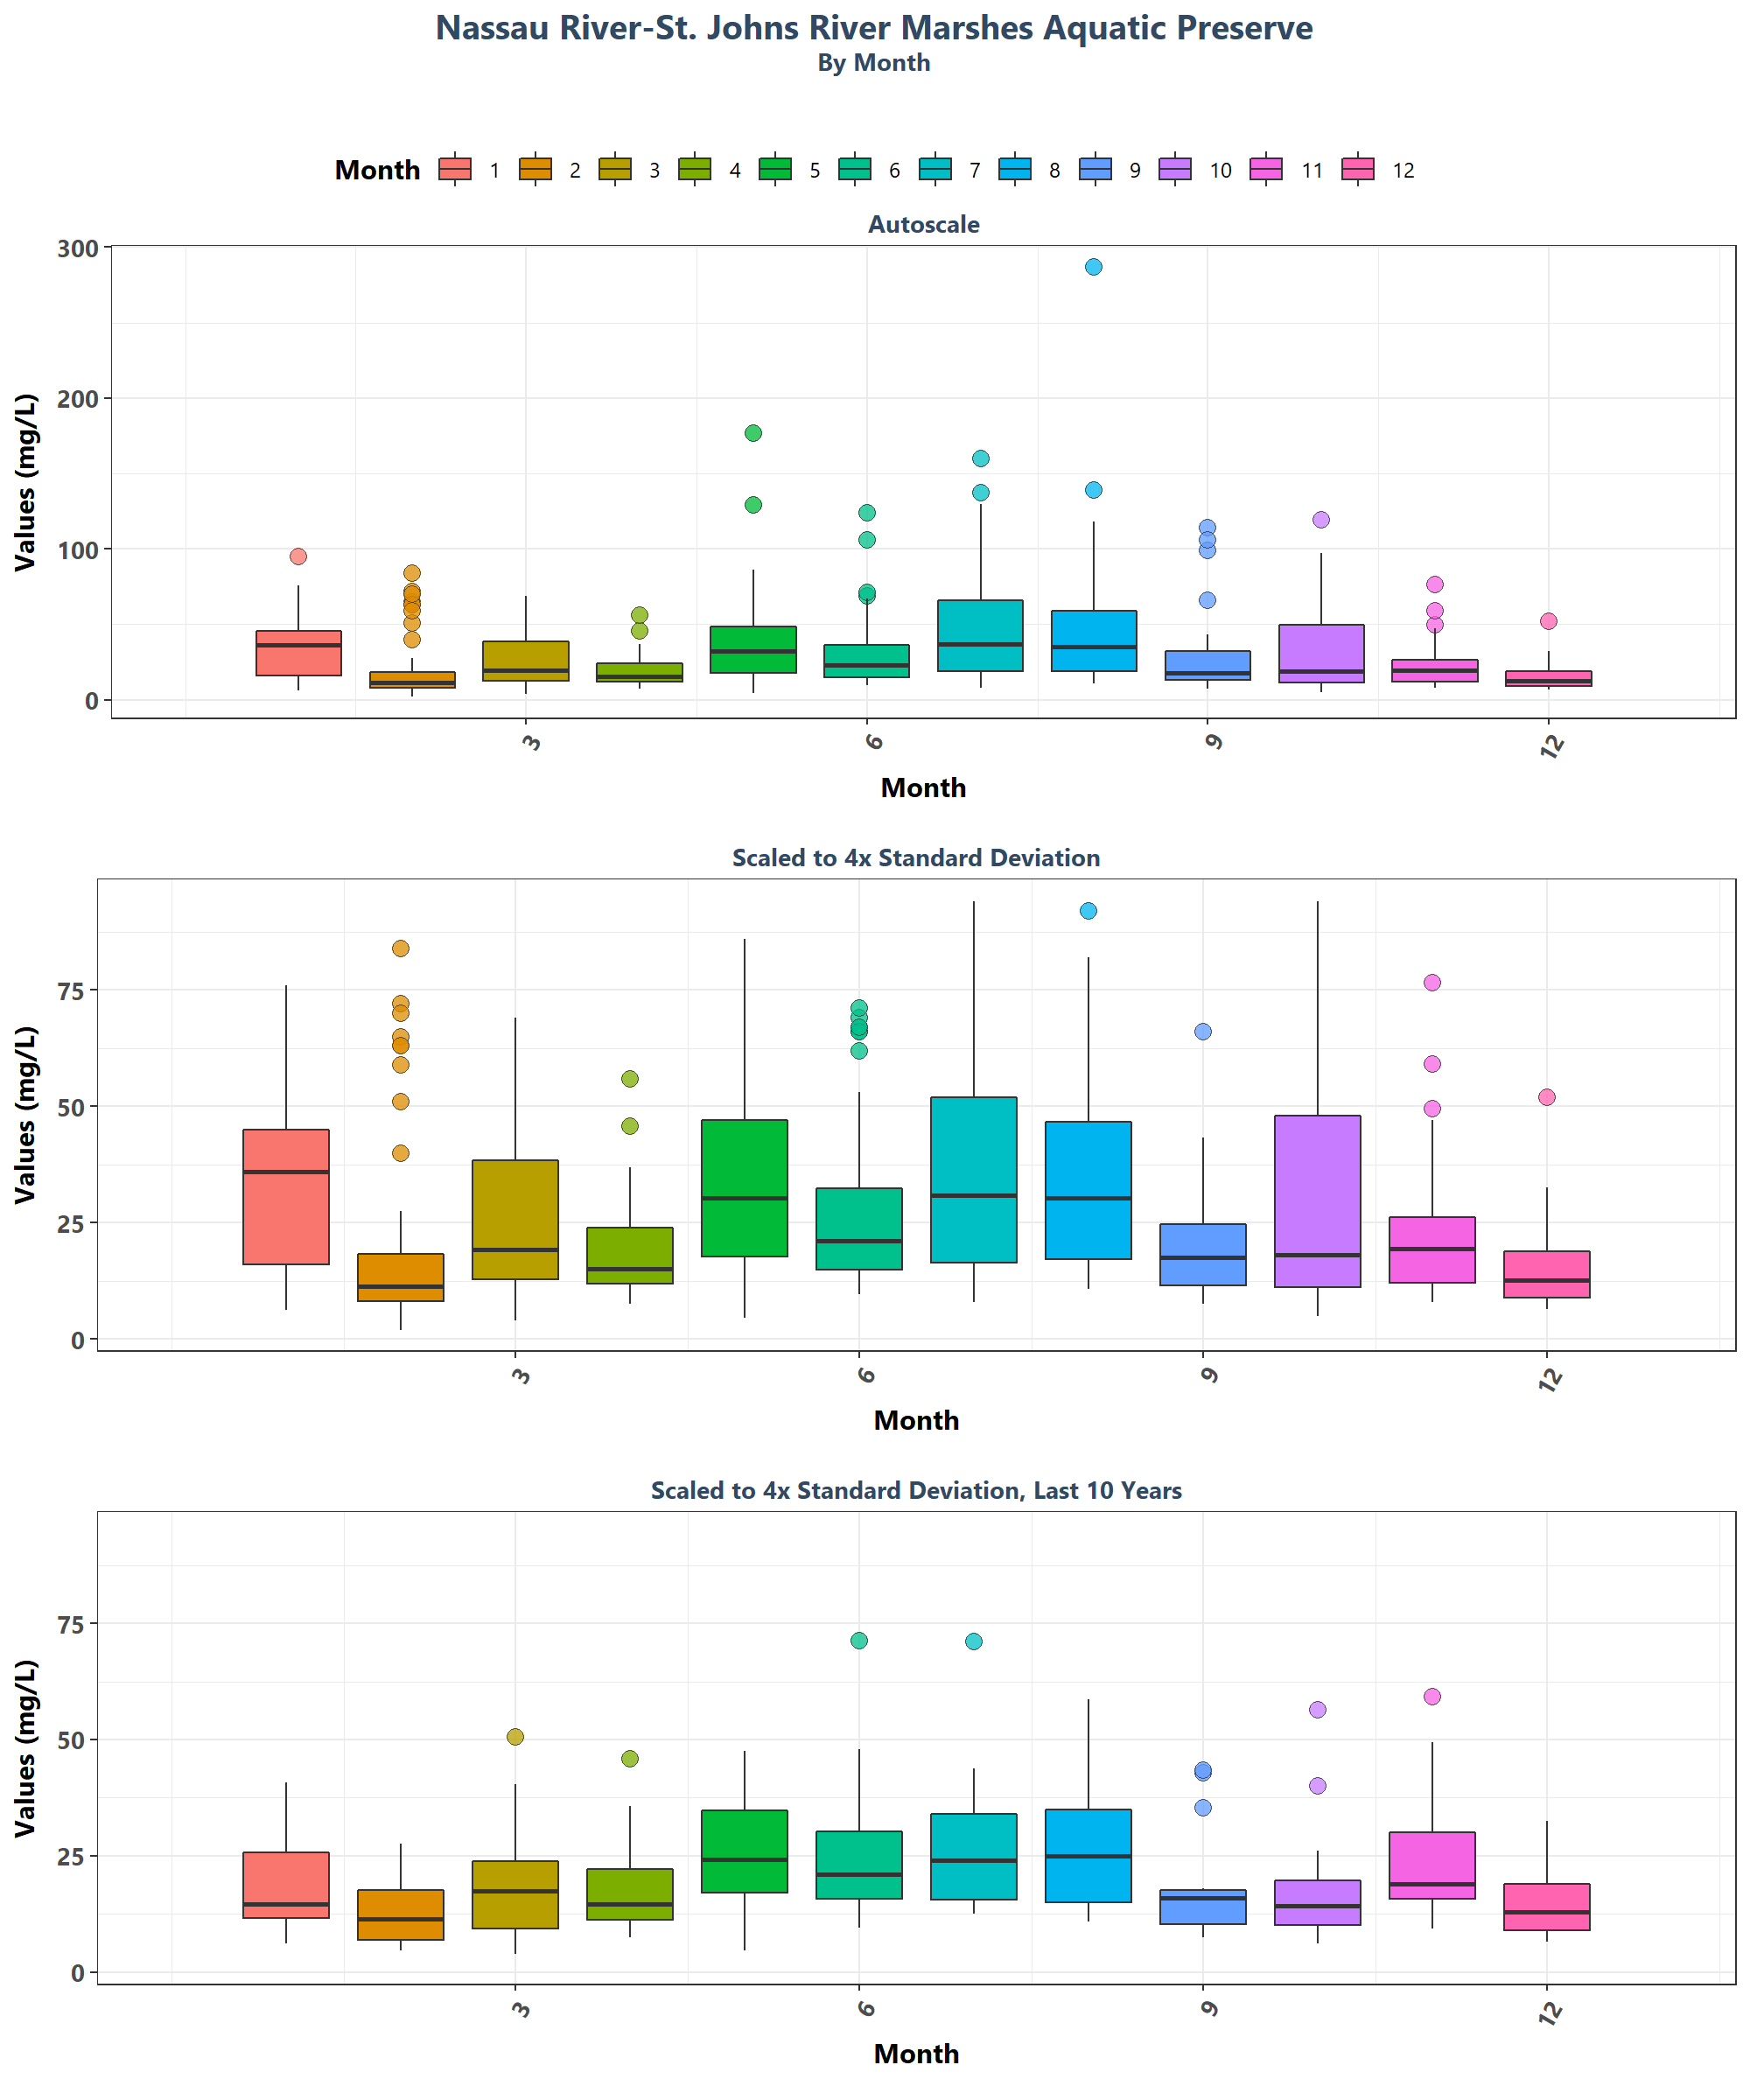 Nassau River-St. Johns River Marshes Aquatic Preserve
By Month
Month 1 2 3 4 5 6 7 8 9 10 11 12
Autoscale
Values (mg/L)
300
200
100
0
3 6 9 12
Month
Scaled to 4x Standard Deviation
Values (mg/L)
75
50
25
0
3 6 9 12
Month
Scaled to 4x Standard Deviation, Last 10 Years
Values (mg/L)
75
50
25
0
3 6 9 12
Month